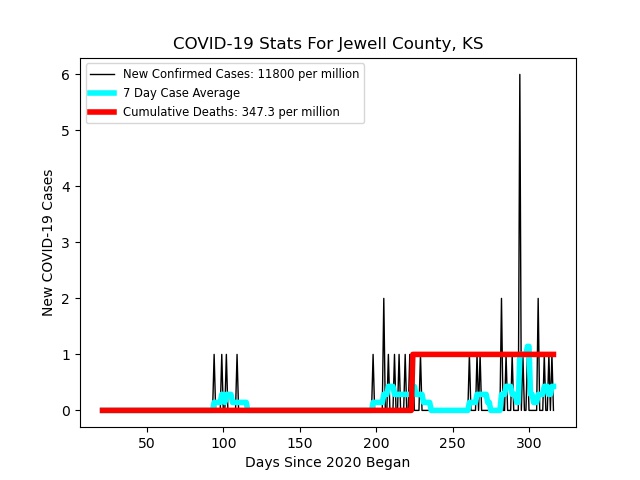 COVID-19 Stats For Jewell County, KS
New Confirmed Cases: 11800 per million
7 Day Case Average
Cumulative Deaths: 347.3 per million
New COVID-19 Cases
6
5
4
3
2
1
0
50 100 150 200 250 300
Days Since 2020 Began